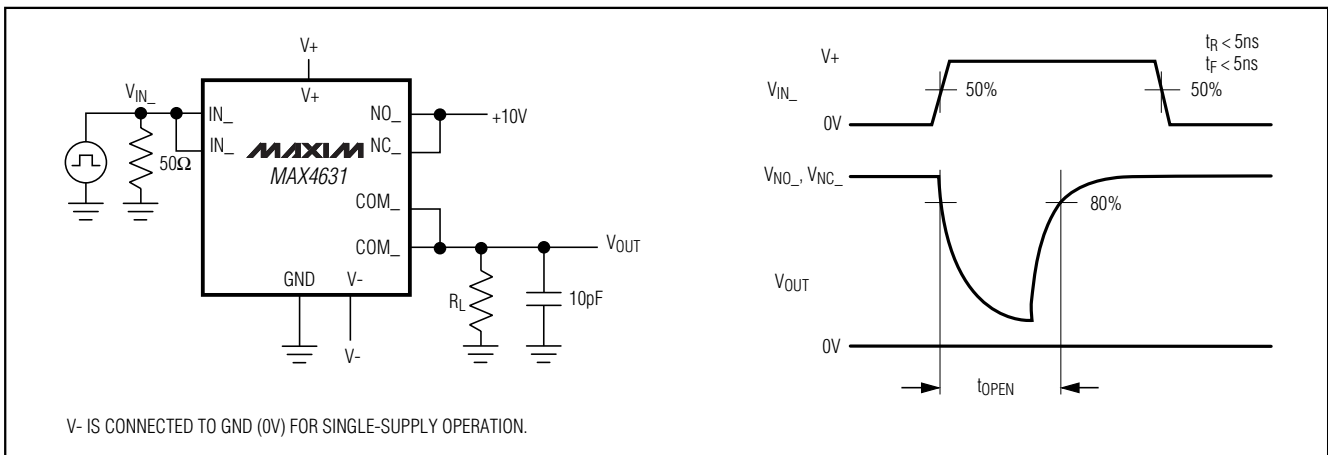 V+
V+
VIN_
IN_
IN_
50Ω
MAXIM
MAX4631
NO_
NC_
+10V
COM_
COM_
VOUT
GND
V-
RL
10pF
V-
V- IS CONNECTED TO GND (0V) FOR SINGLE-SUPPLY OPERATION.
tR < 5ns
tF < 5ns
V+
VIN_
50%
50%
0V
VNO_, VNC_
80%
VOUT
0V
tOPEN